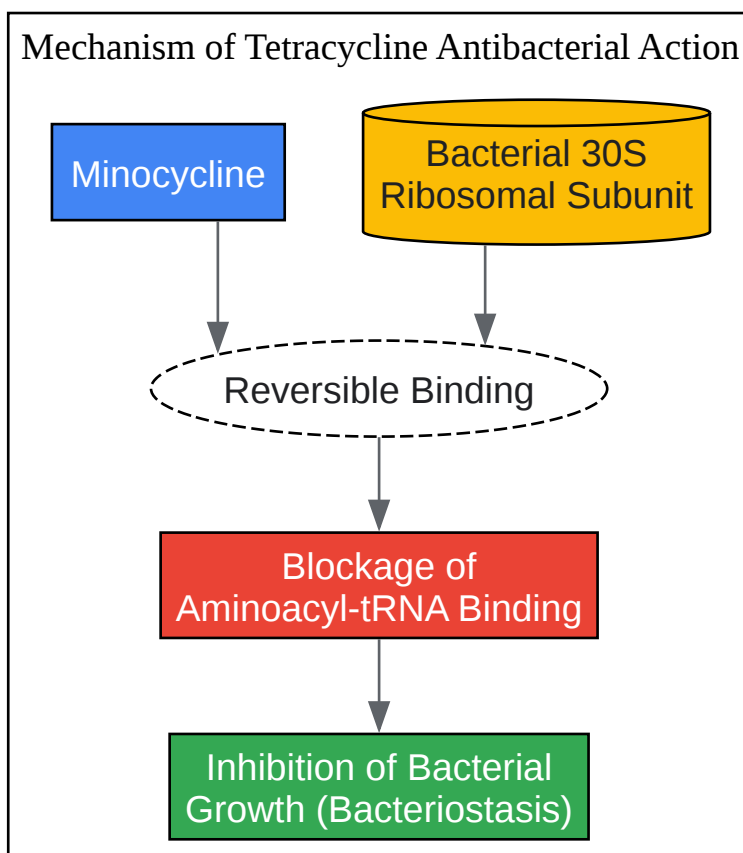 Mechanism of Tetracycline Antibacterial Action
Minocycline
Bacterial 30S
Ribosomal Subunit
Reversible Binding
Blockage of
Aminoacyl-tRNA Binding
Inhibition of Bacterial
Growth (Bacteriostasis)